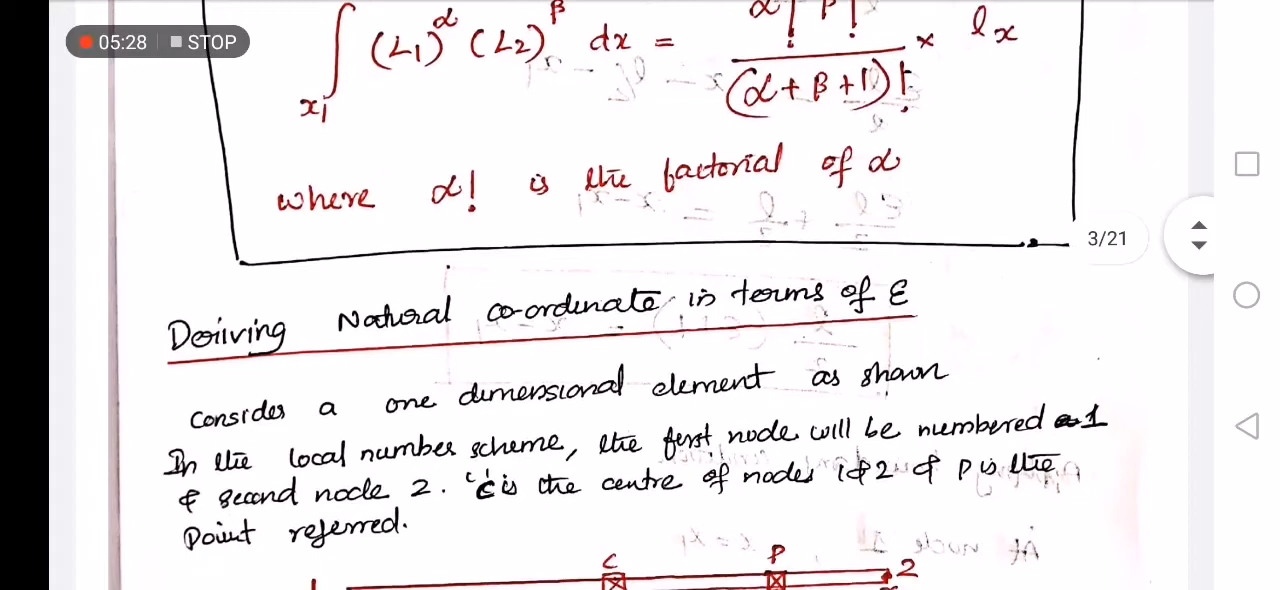 05:28 STOP
∫ (L1)^α (L2)^β dx = α! β! / (α + β + 1)! × lx
x1
where α! is the factorial of α
3/21
Deriving Natural co-ordinate in terms of ε
Consider a one dimensional element as shown
In the local number scheme, the first node will be numbered 1
& second node 2. 'c' is the centre of nodes 1 & 2 & P is the
Point referred.
C P
1 2